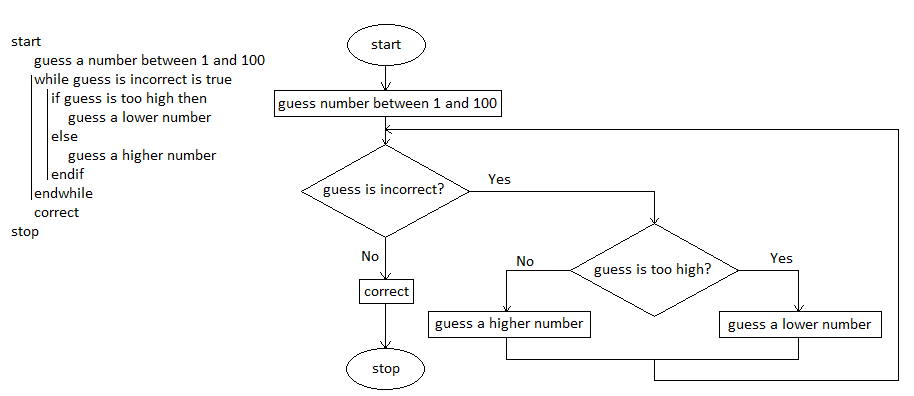 start
guess a number between 1 and 100
while guess is incorrect is true
if guess is too high then
guess a lower number
else
guess a higher number
endif
endwhile
correct
stop
start
guess number between 1 and 100
guess is incorrect?
Yes
No
guess is too high?
No
Yes
correct
guess a higher number
guess a lower number
stop